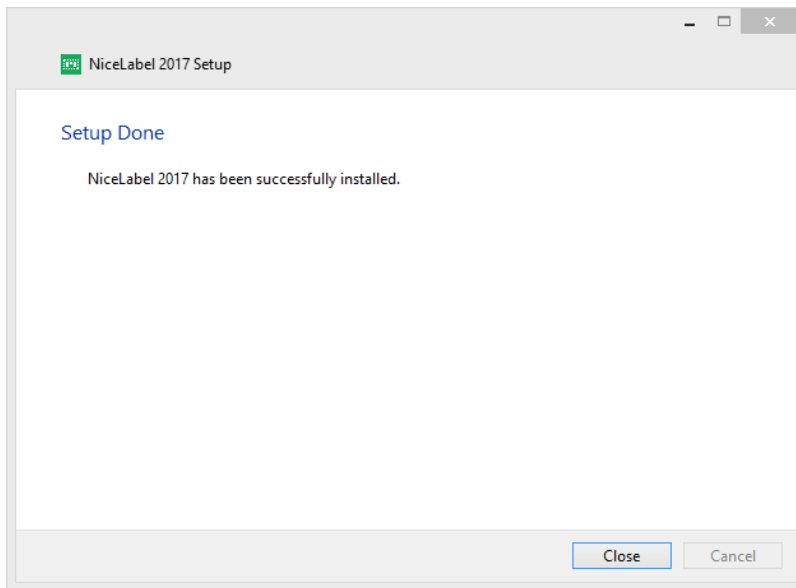 NiceLabel 2017 Setup
Setup Done
NiceLabel 2017 has been successfully installed.
Close
Cancel